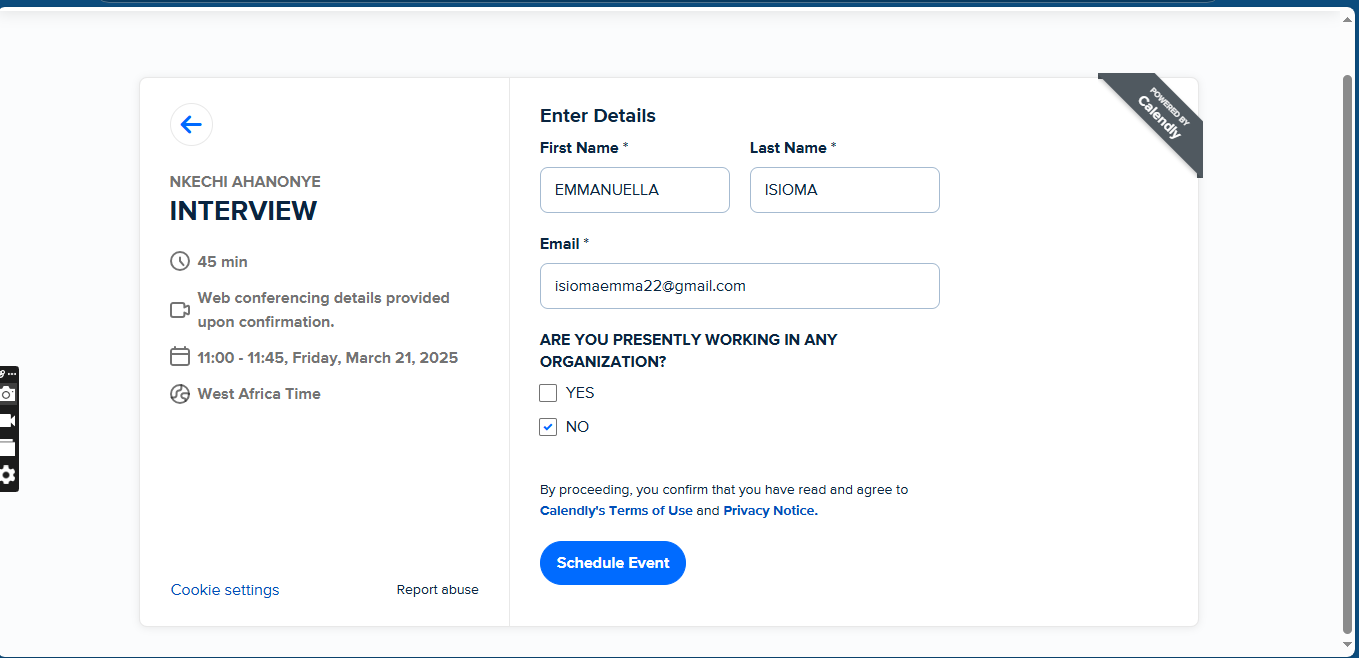 NKECHI AHANONYE
INTERVIEW
45 min
Web conferencing details provided
upon confirmation.
11:00 - 11:45, Friday, March 21, 2025
West Africa Time
Cookie settings
Report abuse
Enter Details
First Name *
Last Name *
EMMANUELLA
ISIOMA
Email *
isiomaemma22@gmail.com
ARE YOU PRESENTLY WORKING IN ANY
ORGANIZATION?
YES
NO
By proceeding, you confirm that you have read and agree to
Calendly's Terms of Use and Privacy Notice.
Schedule Event
POWERED BY
Calendly